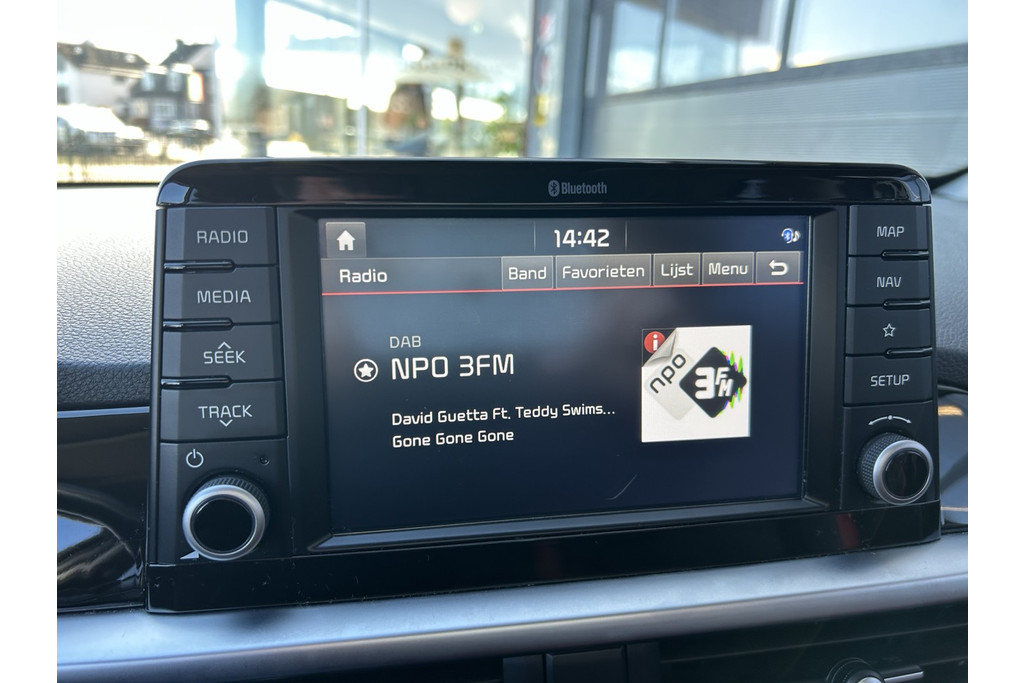 Bluetooth
RADIO
MEDIA
SEEK
TRACK
14:42
Radio
Band
Favorieten
Lijst
Menu
DAB
NPO 3FM
David Guetta Ft. Teddy Swims...
Gone Gone Gone
i
npo
3FM
MAP
NAV
SETUP